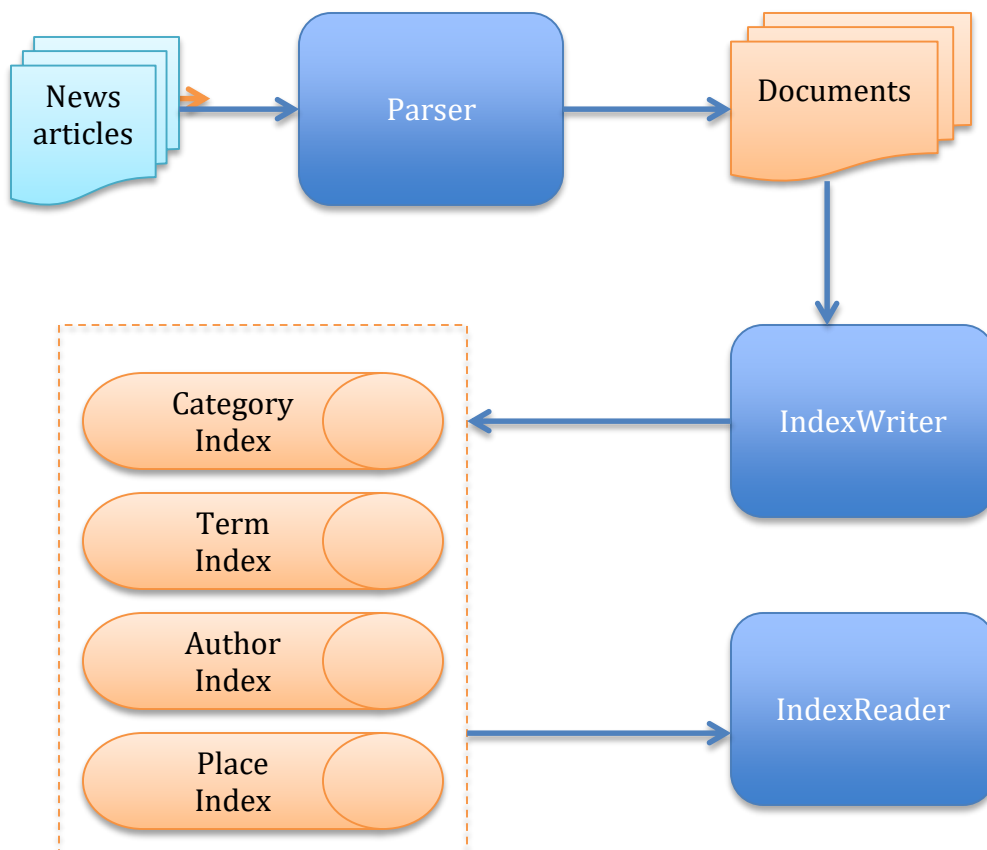 News
articles
Parser
Documents
IndexWriter
Category
Index
Term
Index
Author
Index
Place
Index
IndexReader